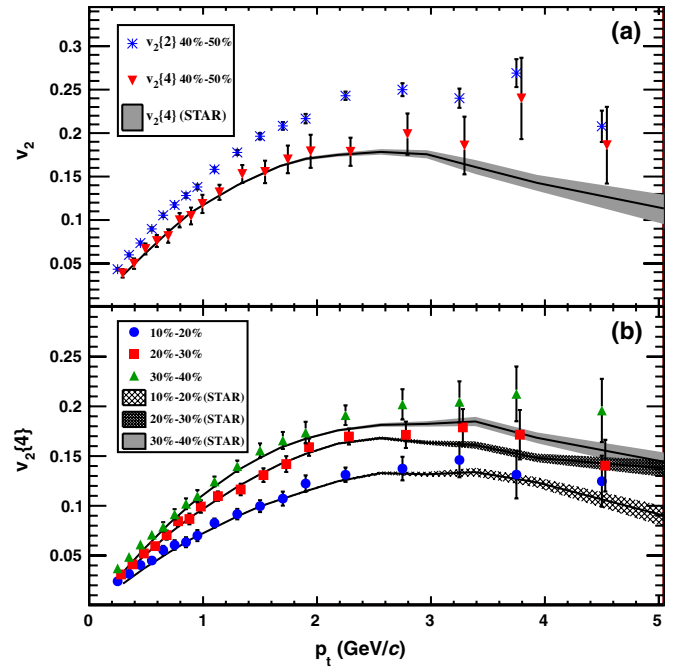 (a)
v₂{2} 40%-50%
v₂{4} 40%-50%
v₂{4} (STAR)
v₂
0.3
0.25
0.2
0.15
0.1
0.05
(b)
10%-20%
20%-30%
30%-40%
10%-20%(STAR)
20%-30%(STAR)
30%-40%(STAR)
v₂{4}
0.25
0.2
0.15
0.1
0.05
0 1 2 3 4 5
pₜ (GeV/c)